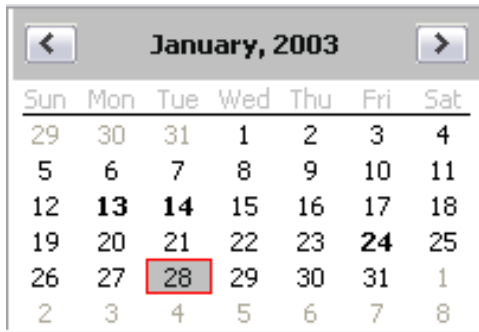 January, 2003
Sun Mon Tue Wed Thu Fri Sat
29 30 31 1 2 3 4
5 6 7 8 9 10 11
12 13 14 15 16 17 18
19 20 21 22 23 24 25
26 27 28 29 30 31 1
2 3 4 5 6 7 8